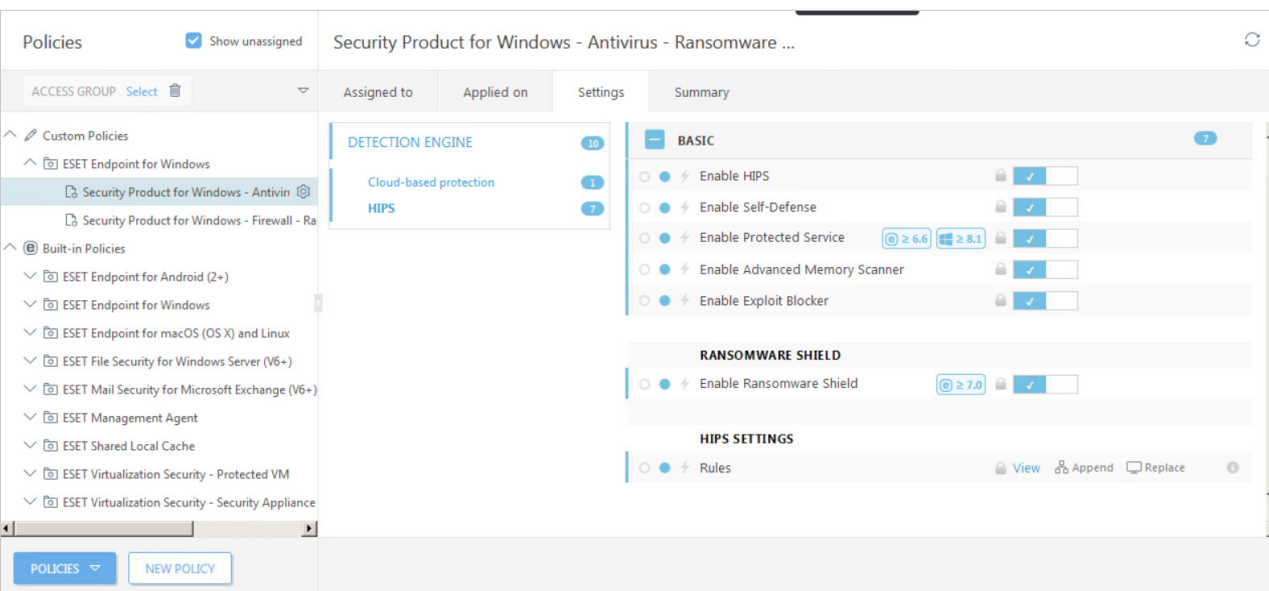 Policies
Show unassigned
Security Product for Windows - Antivirus - Ransomware ...
ACCESS GROUP Select
Assigned to
Applied on
Settings
Summary
Custom Policies
ESET Endpoint for Windows
Security Product for Windows - Antivir
Security Product for Windows - Firewall - Ra
Built-in Policies
ESET Endpoint for Android (2+)
ESET Endpoint for Windows
ESET Endpoint for macOS (OS X) and Linux
ESET File Security for Windows Server (V6+)
ESET Mail Security for Microsoft Exchange (V6+)
ESET Management Agent
ESET Shared Local Cache
ESET Virtualization Security - Protected VM
ESET Virtualization Security - Security Appliance
POLICIES
NEW POLICY
DETECTION ENGINE 10
Cloud-based protection 1
HIPS 7
BASIC 7
Enable HIPS
Enable Self-Defense
Enable Protected Service e ≥ 6.6 ≥ 8.1
Enable Advanced Memory Scanner
Enable Exploit Blocker
RANSOMWARE SHIELD
Enable Ransomware Shield e ≥ 7.0
HIPS SETTINGS
Rules View Append Replace